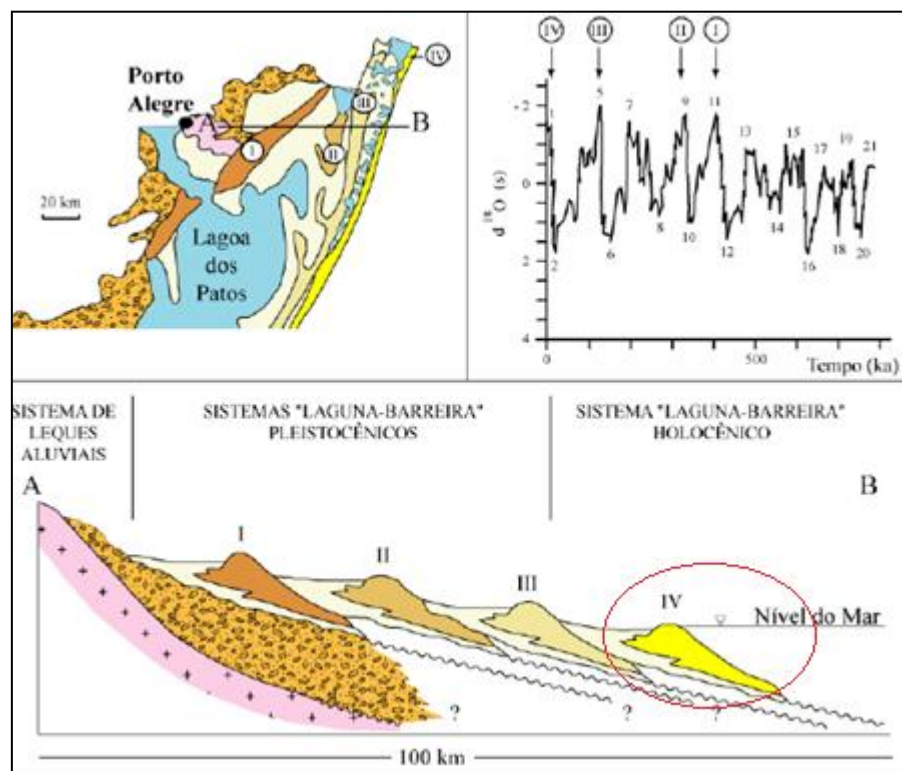 Porto
Alegre
A
B
I
II
III
IV
20 km
Lagoa
dos
Patos
IV
III
II
I
+2
0
2
4
d¹⁸O (s)
1
5
7
9
11
13
15
17
19
21
2
6
8
10
12
14
16
18
20
0
500
Tempo (ka)
SISTEMA DE
LEQUES
ALUVIAIS
SISTEMAS "LAGUNA-BARREIRA"
PLEISTOCÊNICOS
SISTEMA "LAGUNA-BARREIRA"
HOLOCÊNICO
A
B
I
II
III
IV
Nível do Mar
?
?
?
100 km